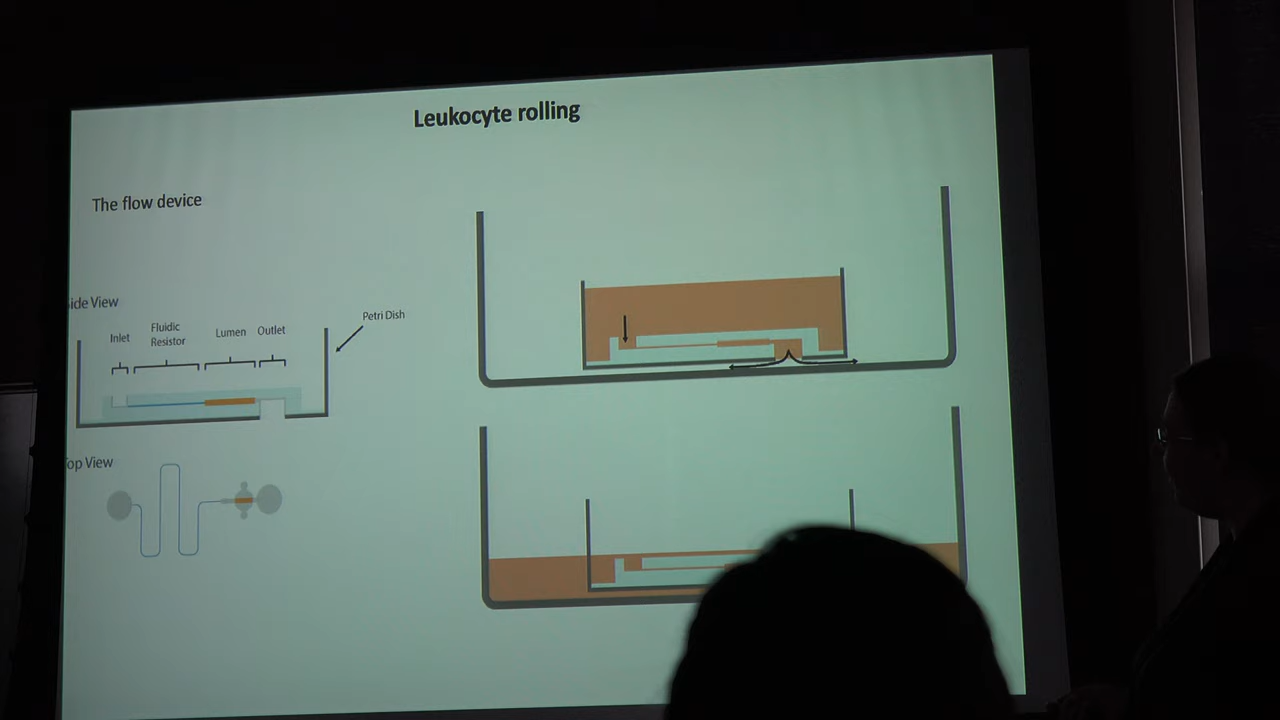 Leukocyte rolling
The flow device
ide View
Inlet
Fluidic
Resistor
Lumen
Outlet
Petri Dish
op View